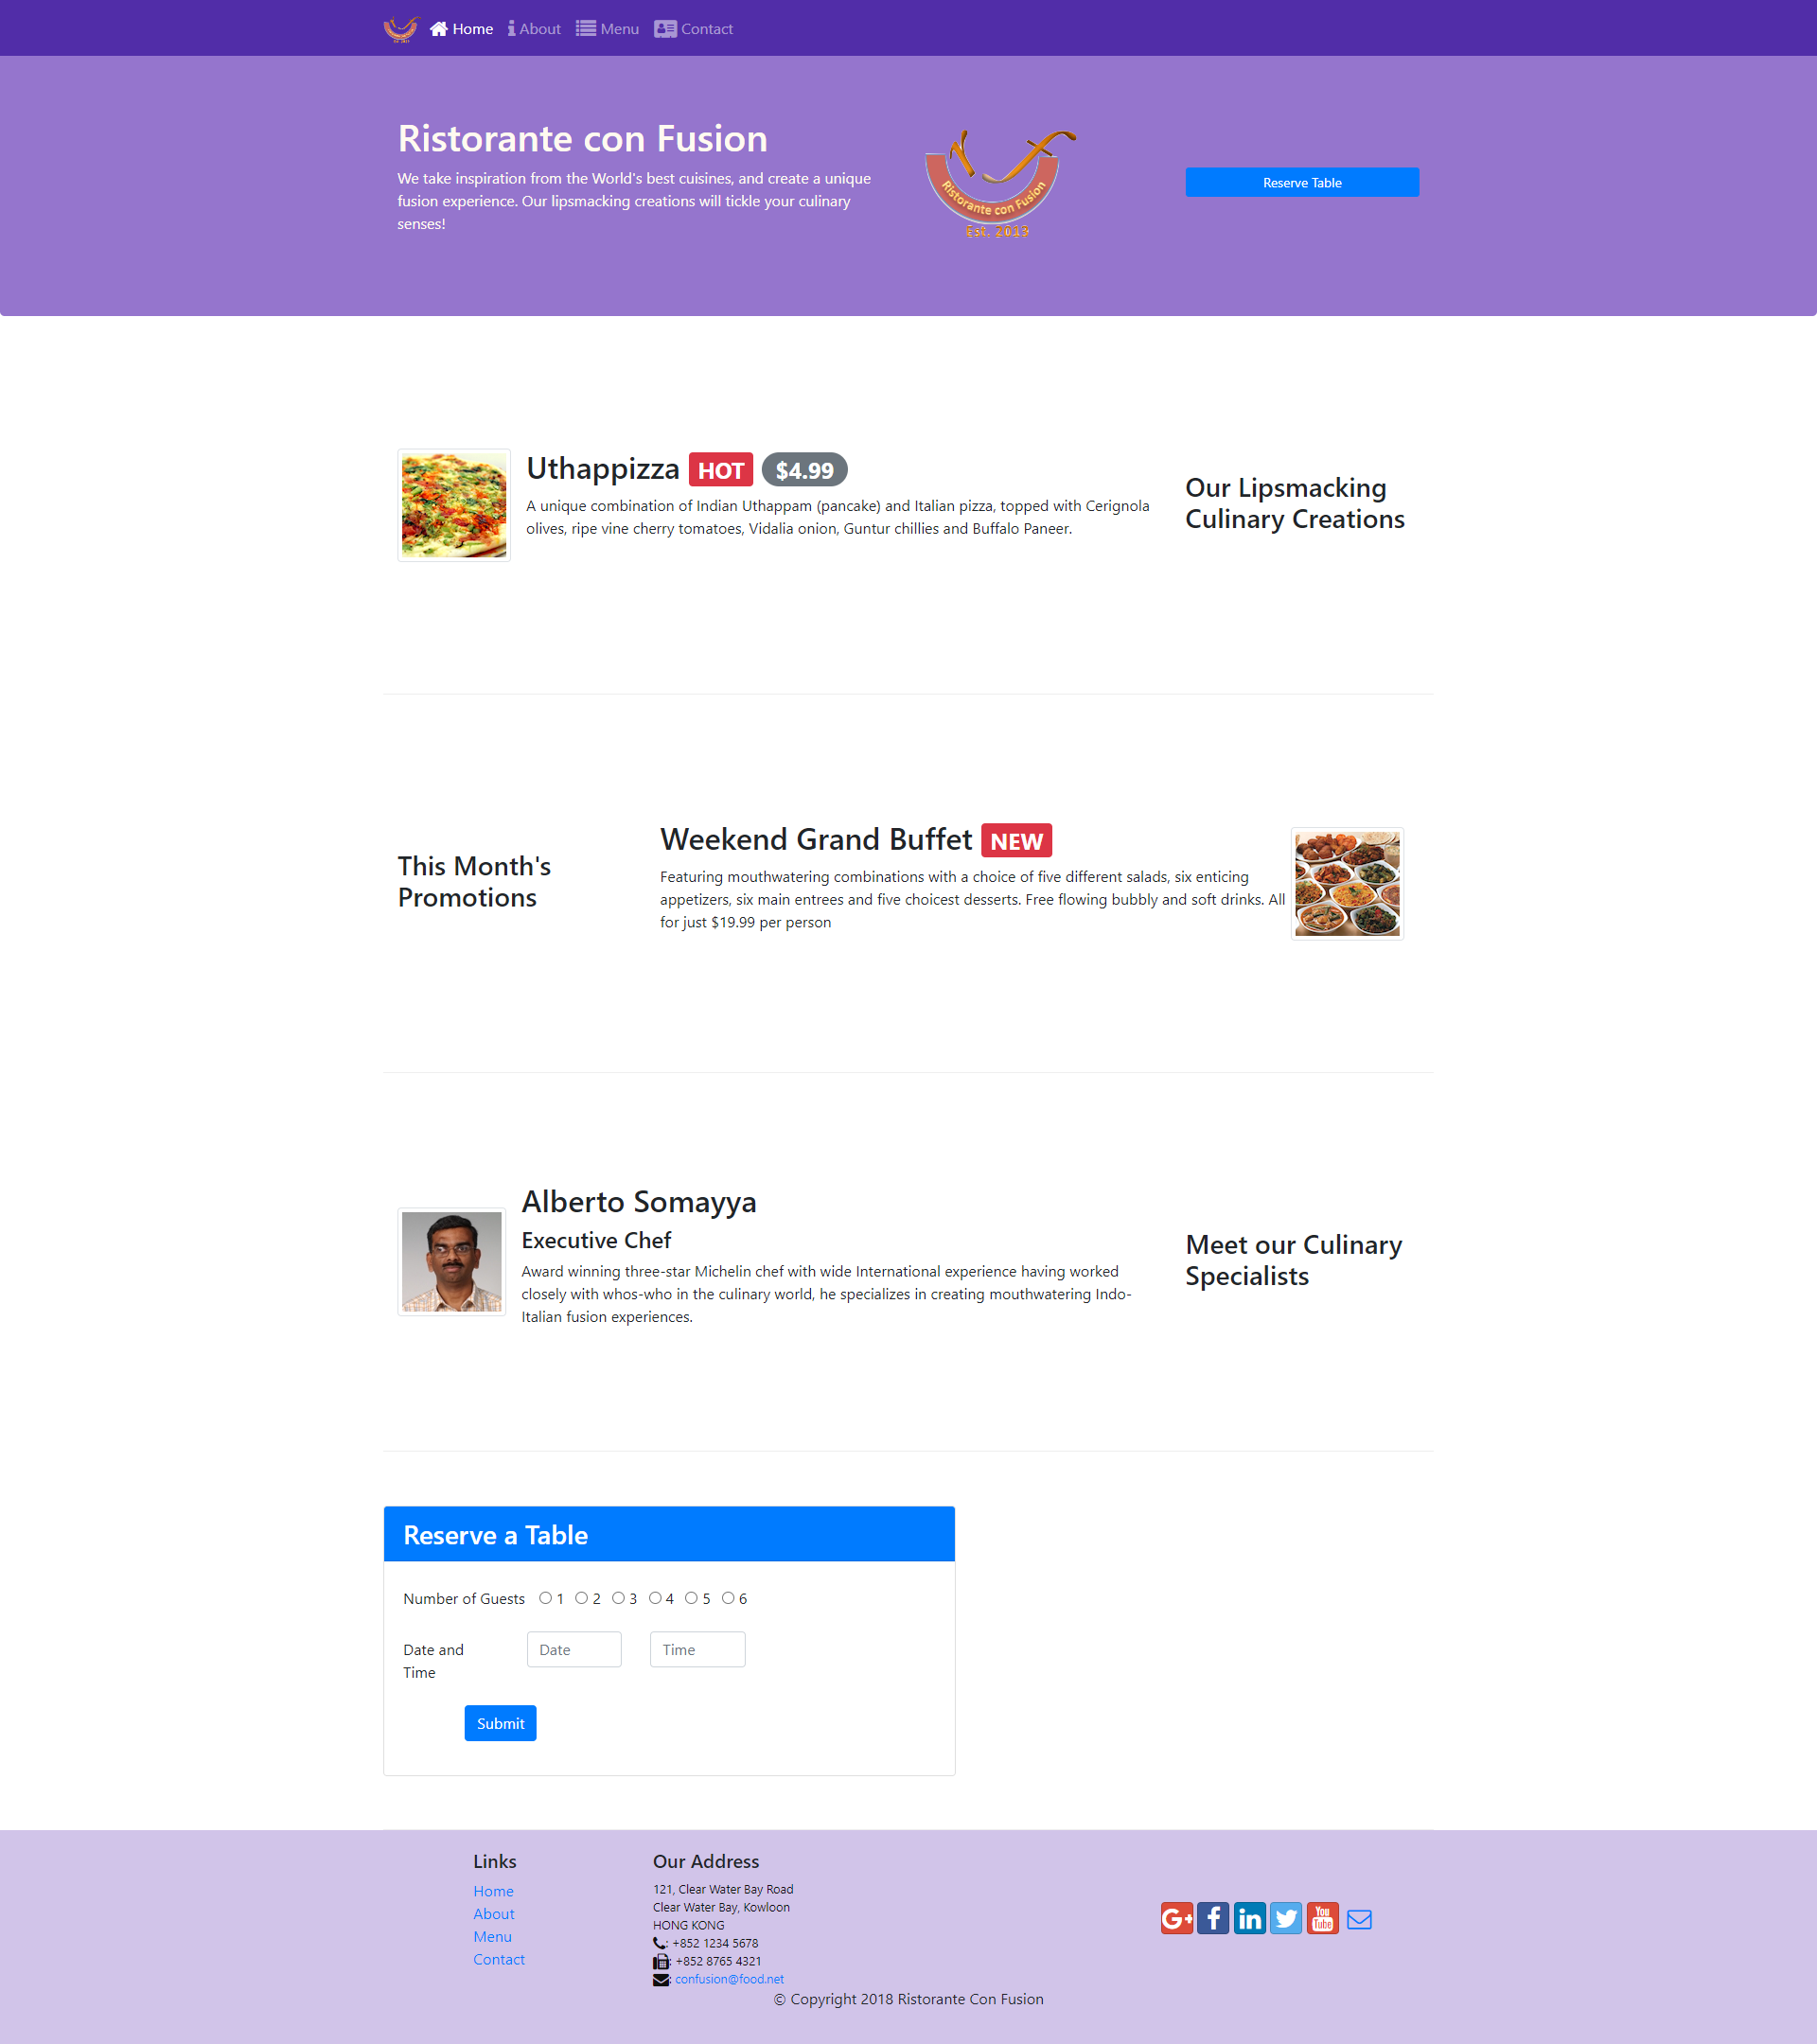 Home About Menu Contact
Ristorante con Fusion
We take inspiration from the World's best cuisines, and create a unique
fusion experience. Our lipsmacking creations will tickle your culinary
senses!
Ristorante con Fusion
Est. 2013
Reserve Table
Uthappizza HOT $4.99
A unique combination of Indian Uthappam (pancake) and Italian pizza, topped with Cerignola
olives, ripe vine cherry tomatoes, Vidalia onion, Guntur chillies and Buffalo Paneer.
Our Lipsmacking
Culinary Creations
This Month's
Promotions
Weekend Grand Buffet NEW
Featuring mouthwatering combinations with a choice of five different salads, six enticing
appetizers, six main entrees and five choicest desserts. Free flowing bubbly and soft drinks. All
for just $19.99 per person
Alberto Somayya
Executive Chef
Award winning three-star Michelin chef with wide International experience having worked
closely with whos-who in the culinary world, he specializes in creating mouthwatering Indo-
Italian fusion experiences.
Meet our Culinary
Specialists
Reserve a Table
Number of Guests 1 2 3 4 5 6
Date and
Time
Date
Time
Submit
Links
Home
About
Menu
Contact
Our Address
121, Clear Water Bay Road
Clear Water Bay, Kowloon
HONG KONG
: +852 1234 5678
: +852 8765 4321
: confusion@food.net
G+ f in You Tube
© Copyright 2018 Ristorante Con Fusion